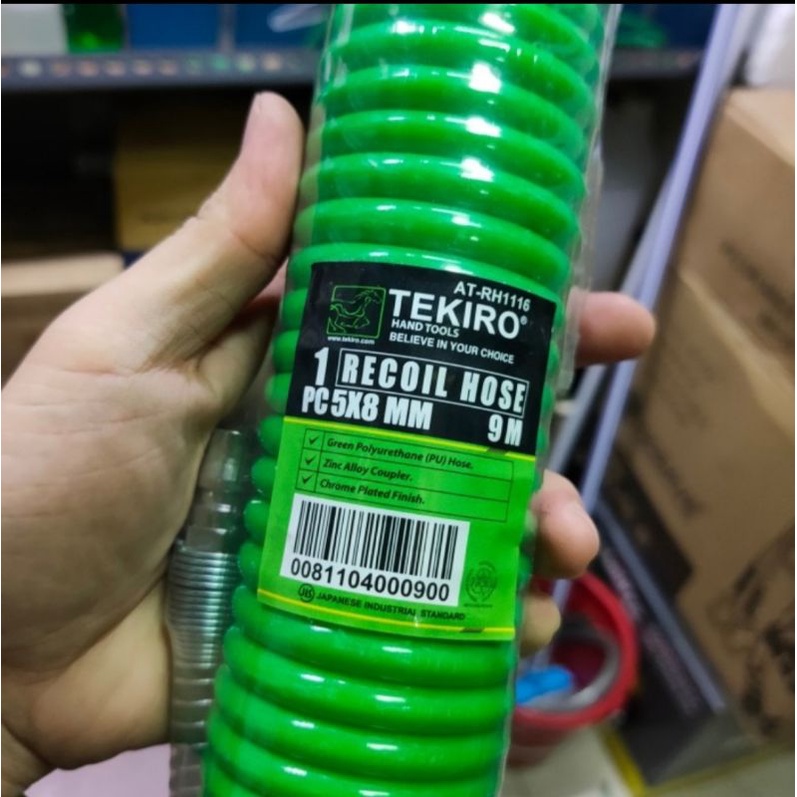 AT-RH1116
TEKIRO®
HAND TOOLS
BELIEVE IN YOUR CHOICE
www.tekiro.com
1 RECOIL HOSE
PC 5X8 MM 9 M
Green Polyurethane (PU) Hose.
Zinc Alloy Coupler.
Chrome Plated Finish.
0081104000900
JIS JAPANESE INDUSTRIAL STANDARD